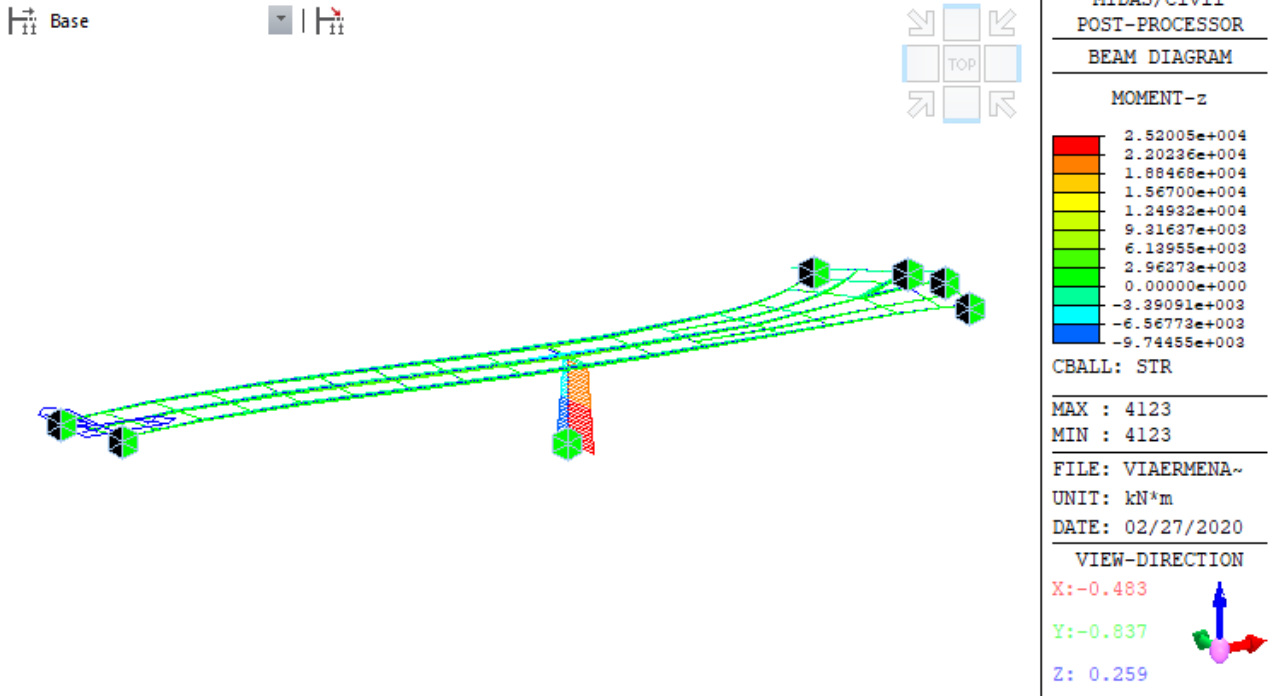 Base
TOP
MIDAS/Civil
POST-PROCESSOR
BEAM DIAGRAM
MOMENT-z
2.52005e+004
2.20236e+004
1.88468e+004
1.56700e+004
1.24932e+004
9.31637e+003
6.13955e+003
2.96273e+003
0.00000e+000
-3.39091e+003
-6.56773e+003
-9.74455e+003
CBALL: STR
MAX : 4123
MIN : 4123
FILE: VIAERMENA~
UNIT: kN*m
DATE: 02/27/2020
VIEW-DIRECTION
X:-0.483
Y:-0.837
Z: 0.259